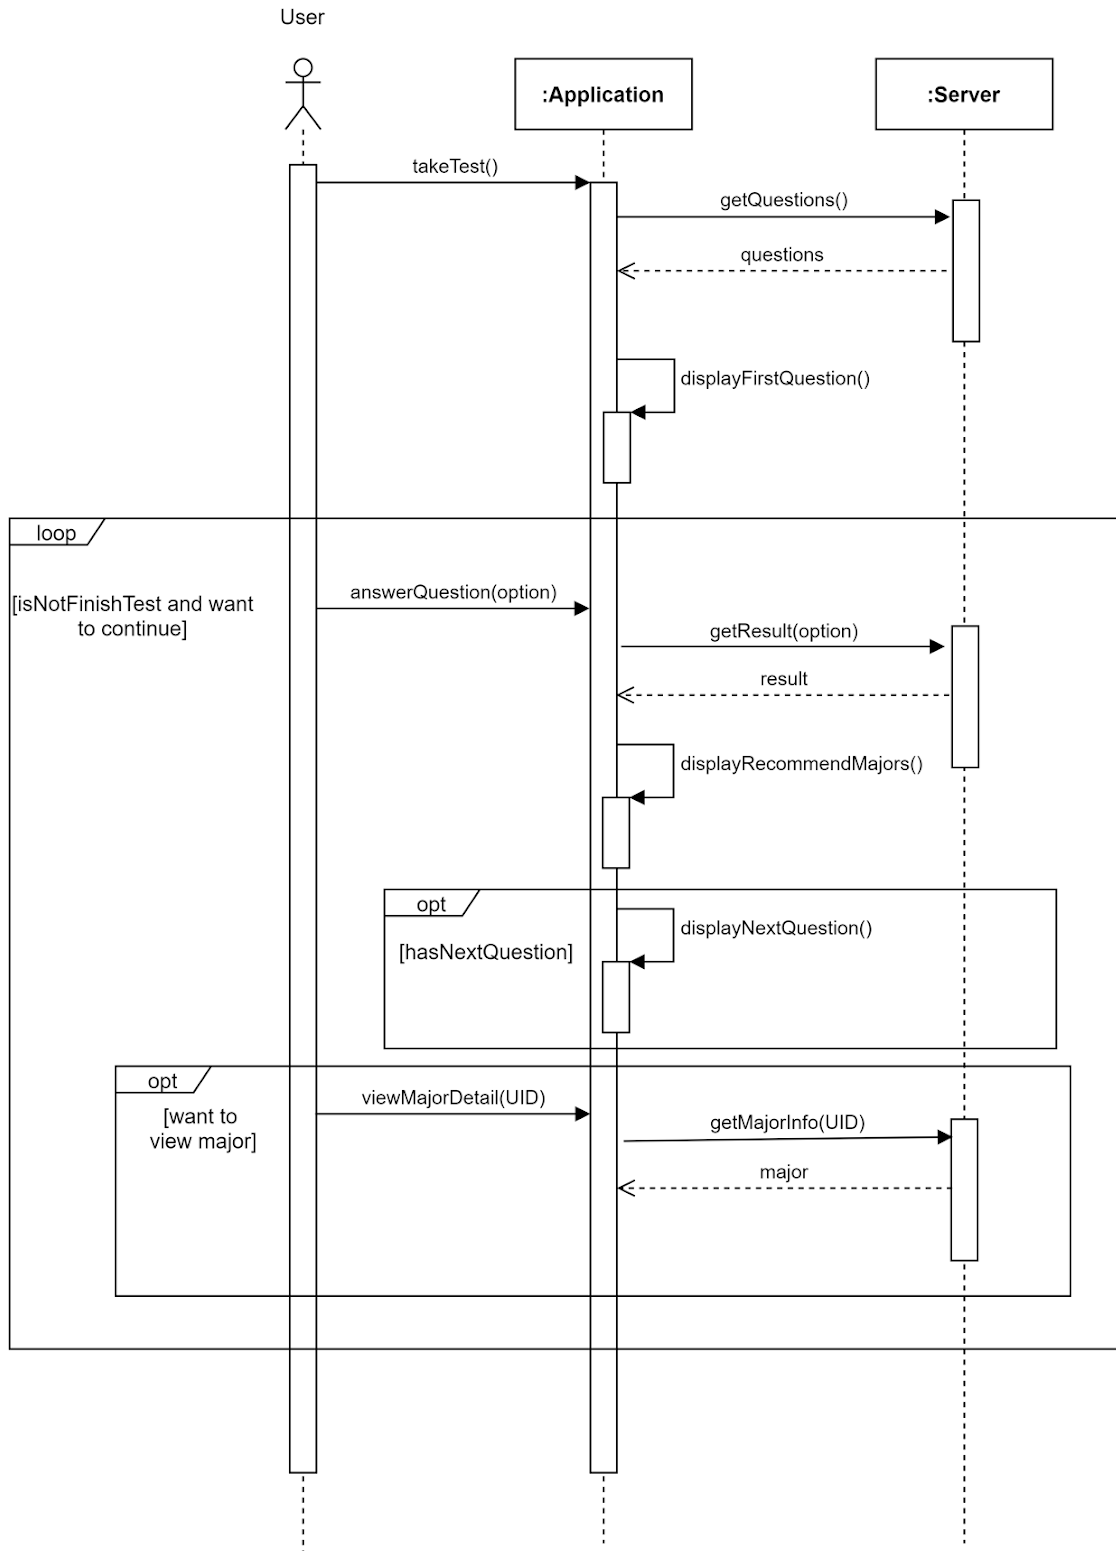 User
:Application
:Server
takeTest()
getQuestions()
questions
displayFirstQuestion()
loop
[isNotFinishTest and want
to continue]
answerQuestion(option)
getResult(option)
result
displayRecommendMajors()
opt
[hasNextQuestion]
displayNextQuestion()
opt
[want to
view major]
viewMajorDetail(UID)
getMajorInfo(UID)
major